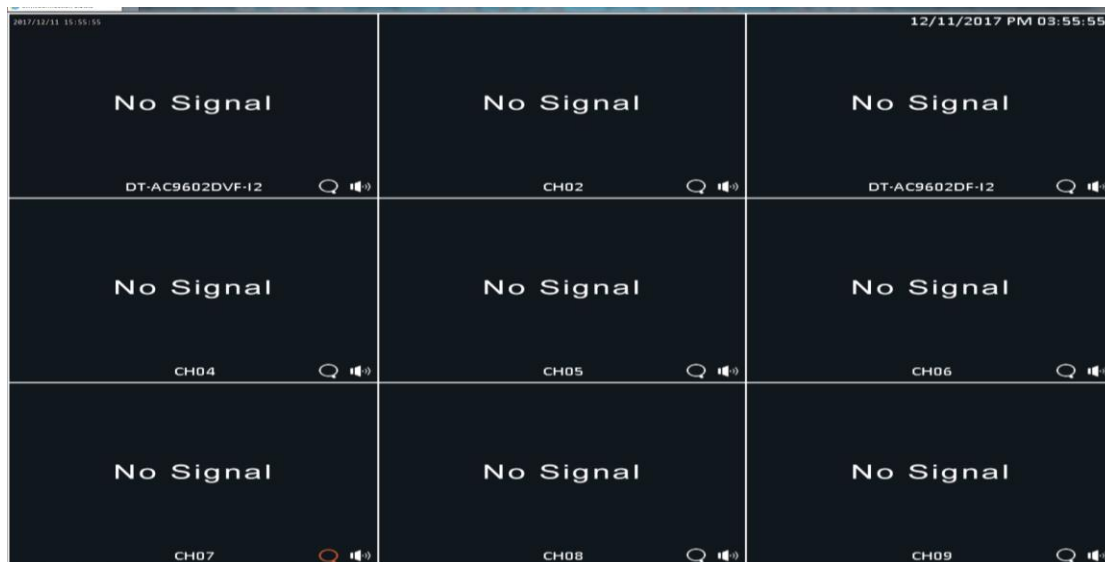 2017/12/11 15:55:55
12/11/2017 PM 03:55:55
No Signal
No Signal
No Signal
DT-AC9602DVF-I2
CH02
DT-AC9602DF-I2
No Signal
No Signal
No Signal
CH04
CH05
CH06
No Signal
No Signal
No Signal
CH07
CH08
CH09